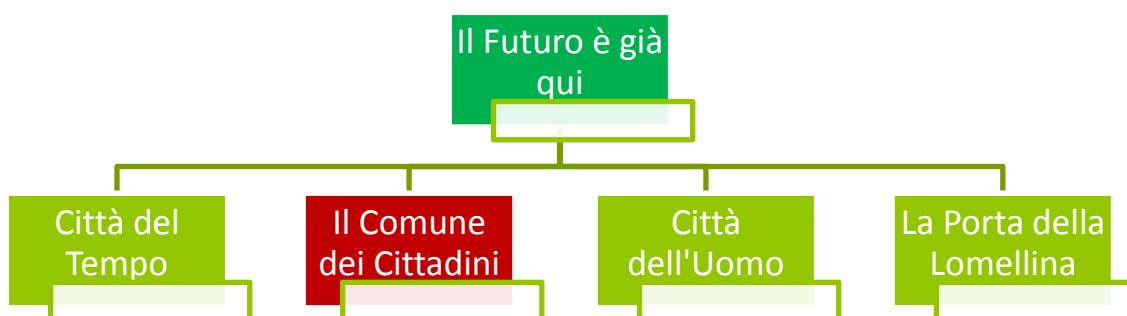 Il Futuro è già
qui
Città del
Tempo
Il Comune
dei Cittadini
Città
dell'Uomo
La Porta della
Lomellina